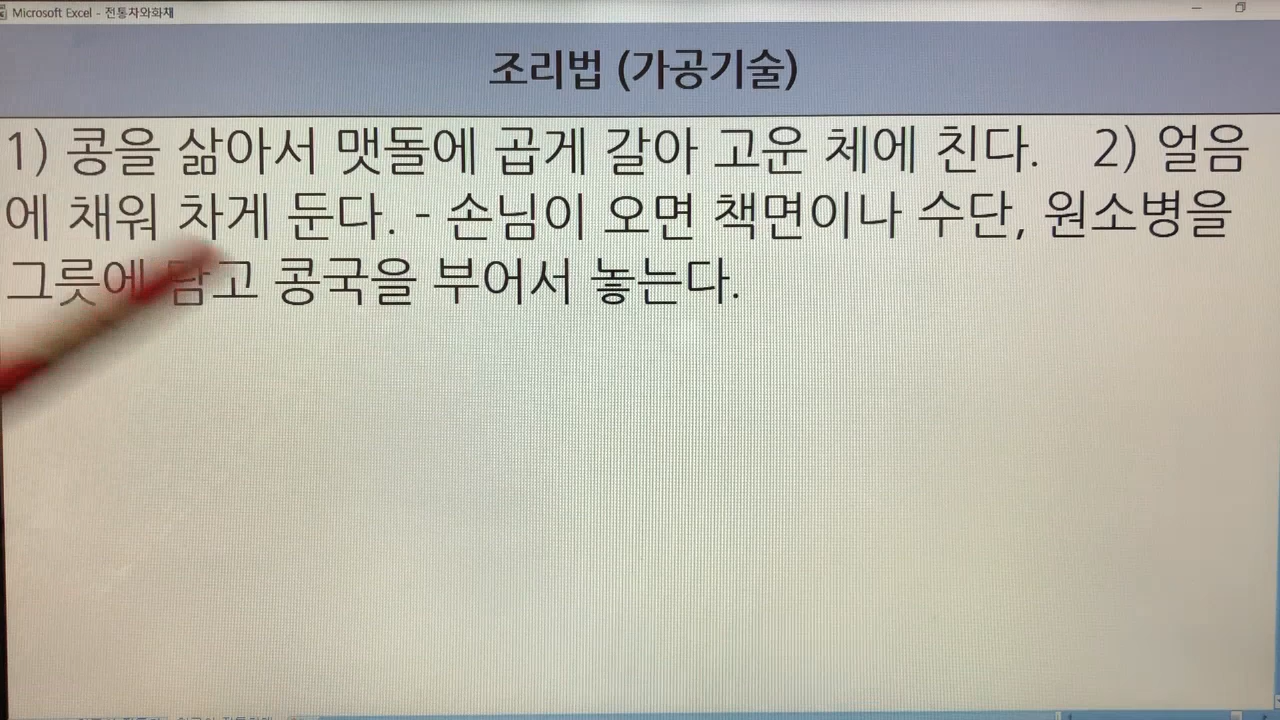 Microsoft Excel - 전통차와화채
조리법 (가공기술)
1) 콩을 삶아서 맷돌에 곱게 갈아 고운 체에 친다. 2) 얼음
에 채워 차게 둔다. - 손님이 오면 책면이나 수단, 원소병을
그릇에 담고 콩국을 부어서 놓는다.